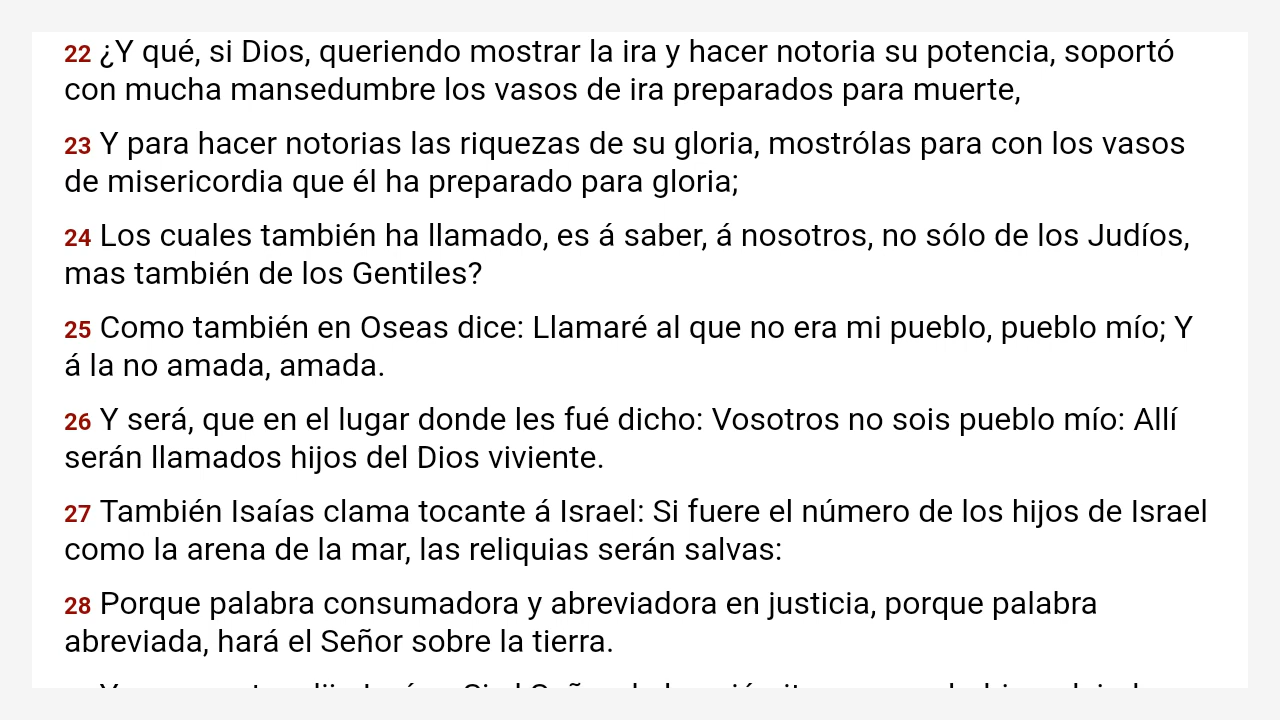 22 ¿Y qué, si Dios, queriendo mostrar la ira y hacer notoria su potencia, soportó
con mucha mansedumbre los vasos de ira preparados para muerte,
23 Y para hacer notorias las riquezas de su gloria, mostrólas para con los vasos
de misericordia que él ha preparado para gloria;
24 Los cuales también ha llamado, es á saber, á nosotros, no sólo de los Judíos,
mas también de los Gentiles?
25 Como también en Oseas dice: Llamaré al que no era mi pueblo, pueblo mío; Y
á la no amada, amada.
26 Y será, que en el lugar donde les fué dicho: Vosotros no sois pueblo mío: Allí
serán llamados hijos del Dios viviente.
27 También Isaías clama tocante á Israel: Si fuere el número de los hijos de Israel
como la arena de la mar, las reliquias serán salvas:
28 Porque palabra consumadora y abreviadora en justicia, porque palabra
abreviada, hará el Señor sobre la tierra.